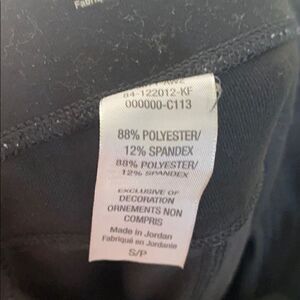 84-122012-KF
000000-C113
88% POLYESTER/
12% SPANDEX
88% POLYESTER/
12% SPANDEX
EXCLUSIVE OF
DECORATION
ORNEMENTS NON
COMPRIS
Made in Jordan
Fabriqué en Jordanie
S/P